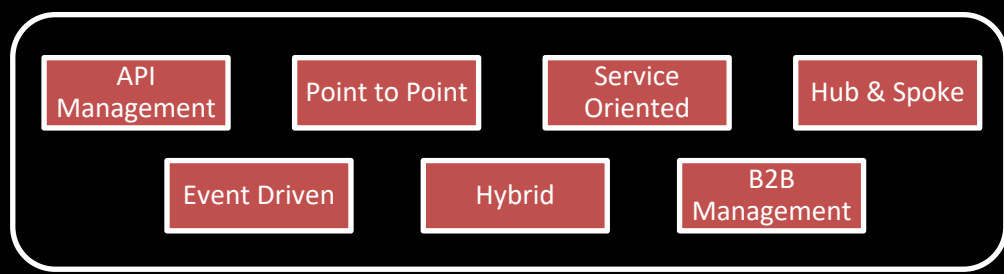 API
Management
Point to Point
Service
Oriented
Hub & Spoke
Event Driven
Hybrid
B2B
Management